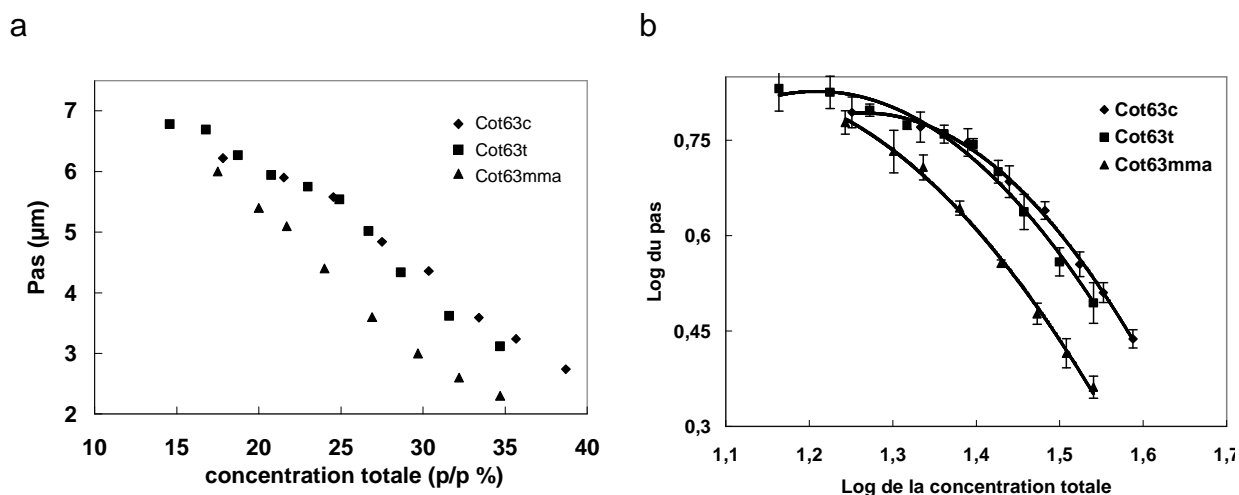 a
7
6
5
4
3
2
Pas (µm)
Cot63c
Cot63t
Cot63mma
10 15 20 25 30 35 40
concentration totale (p/p %)
b
0,75
0,6
0,45
0,3
Log du pas
Cot63c
Cot63t
Cot63mma
1,1 1,2 1,3 1,4 1,5 1,6 1,7
Log de la concentration totale